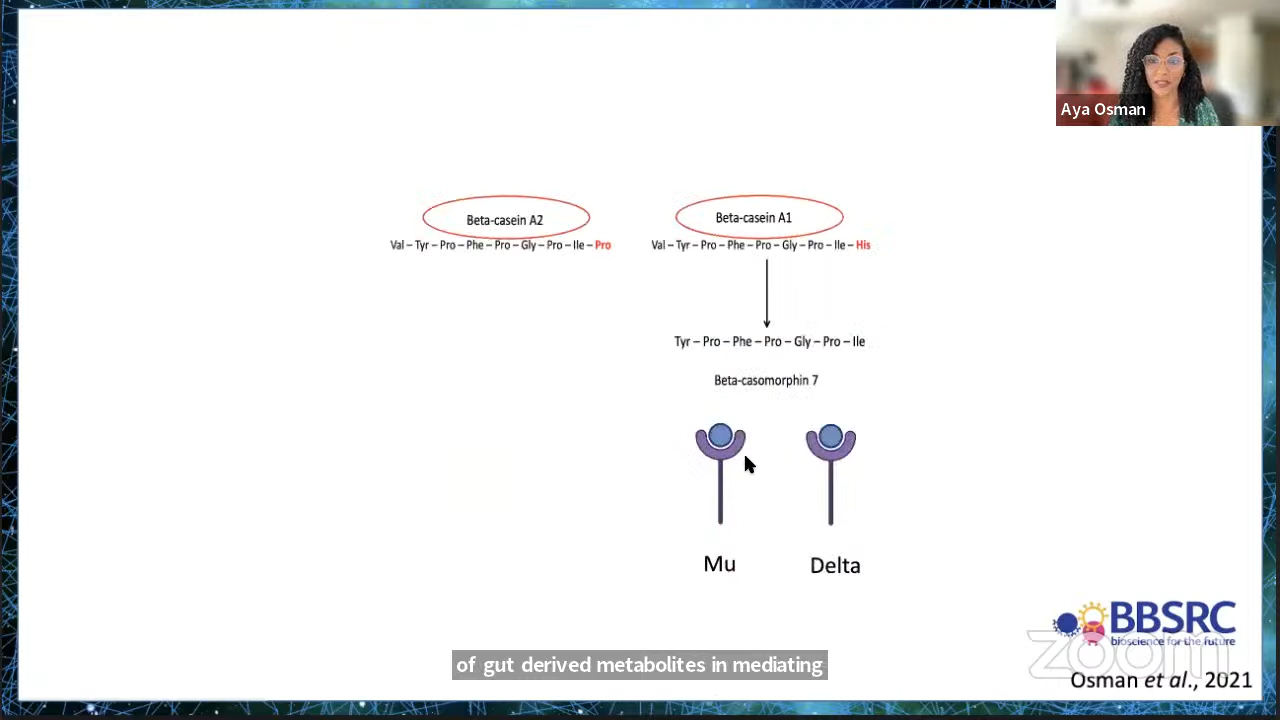 Aya Osman
Beta-casein A2
Beta-casein A1
Val – Tyr – Pro – Phe – Pro – Gly – Pro – Ile – Pro
Val – Tyr – Pro – Phe – Pro – Gly – Pro – Ile – His
Tyr – Pro – Phe – Pro – Gly – Pro – Ile
Beta-casomorphin 7
Mu
Delta
BBSRC
bioscience for the future
zoom
of gut derived metabolites in mediating
Osman et al., 2021